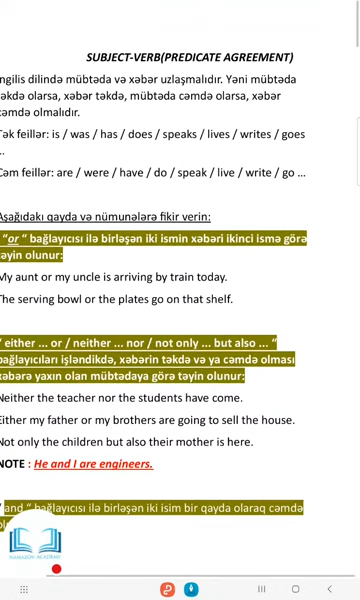 SUBJECT-VERB(PREDICATE AGREEMENT)
ngilis dilində mübtəda və xəbər uzlaşmalıdır. Yəni mübtəda
əkdə olarsa, xəbər təkdə, mübtəda cəmdə olarsa, xəbər
cəmdə olmalıdır.
Tək feillər: is / was / has / does / speaks / lives / writes / goes
..
Cəm feillər: are / were / have / do / speak / live / write / go ...
Aşağıdakı qayda və nümunələrə fikir verin:
“or “ bağlayıcısı ilə birləşən iki ismin xəbəri ikinci ismə görə
təyin olunur:
My aunt or my uncle is arriving by train today.
The serving bowl or the plates go on that shelf.
“ either ... or / neither ... nor / not only ... but also ... “
bağlayıcıları işləndikdə, xəbərin təkdə və ya cəmdə olması
xəbərə yaxın olan mübtədaya görə təyin olunur:
Neither the teacher nor the students have come.
Either my father or my brothers are going to sell the house.
Not only the children but also their mother is here.
NOTE : He and I are engineers.
“ and “ bağlayıcısı ilə birləşən iki isim bir qayda olaraq cəmdə